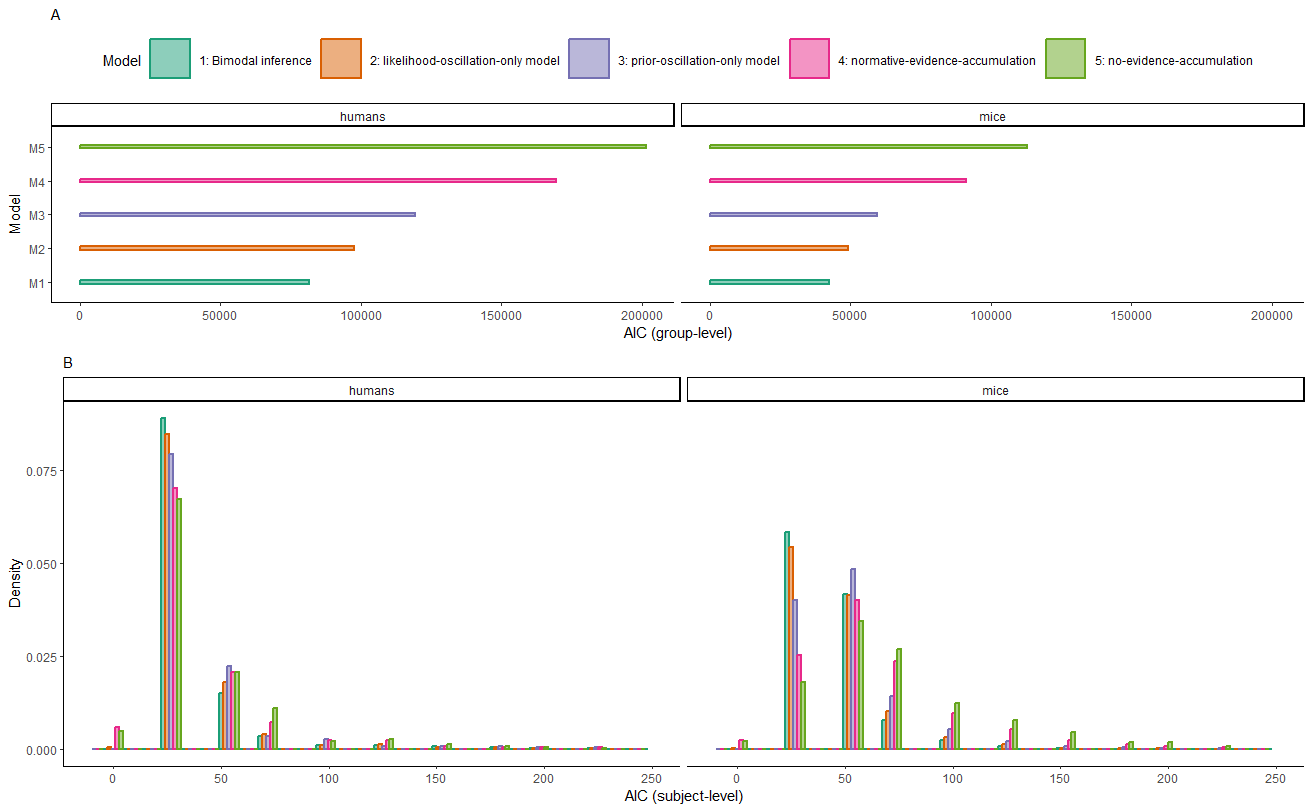 A
Model
1: Bimodal inference
2: likelihood-oscillation-only model
3: prior-oscillation-only model
4: normative-evidence-accumulation
5: no-evidence-accumulation
humans
mice
Model
M5
M4
M3
M2
M1
0
50000
100000
150000
200000
0
50000
100000
150000
200000
AIC (group-level)
B
humans
mice
Density
0.075
0.050
0.025
0.000
0
50
100
150
200
250
0
50
100
150
200
250
AIC (subject-level)